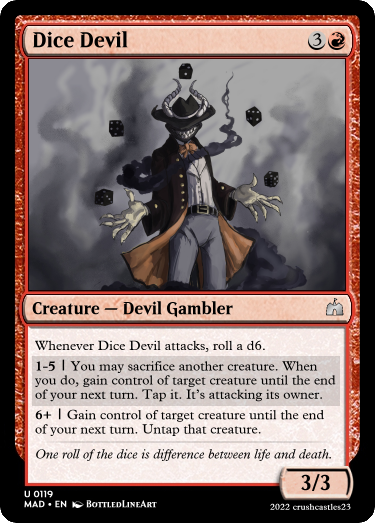 Dice Devil
3
Creature — Devil Gambler
Whenever Dice Devil attacks, roll a d6.
1-5 | You may sacrifice another creature. When
you do, gain control of target creature until the end
of your next turn. Tap it. It's attacking its owner.
6+ | Gain control of target creature until the end
of your next turn. Untap that creature.
One roll of the dice is difference between life and death.
3/3
U 0119
MAD • EN BottledLineArt
2022 crushcastles23